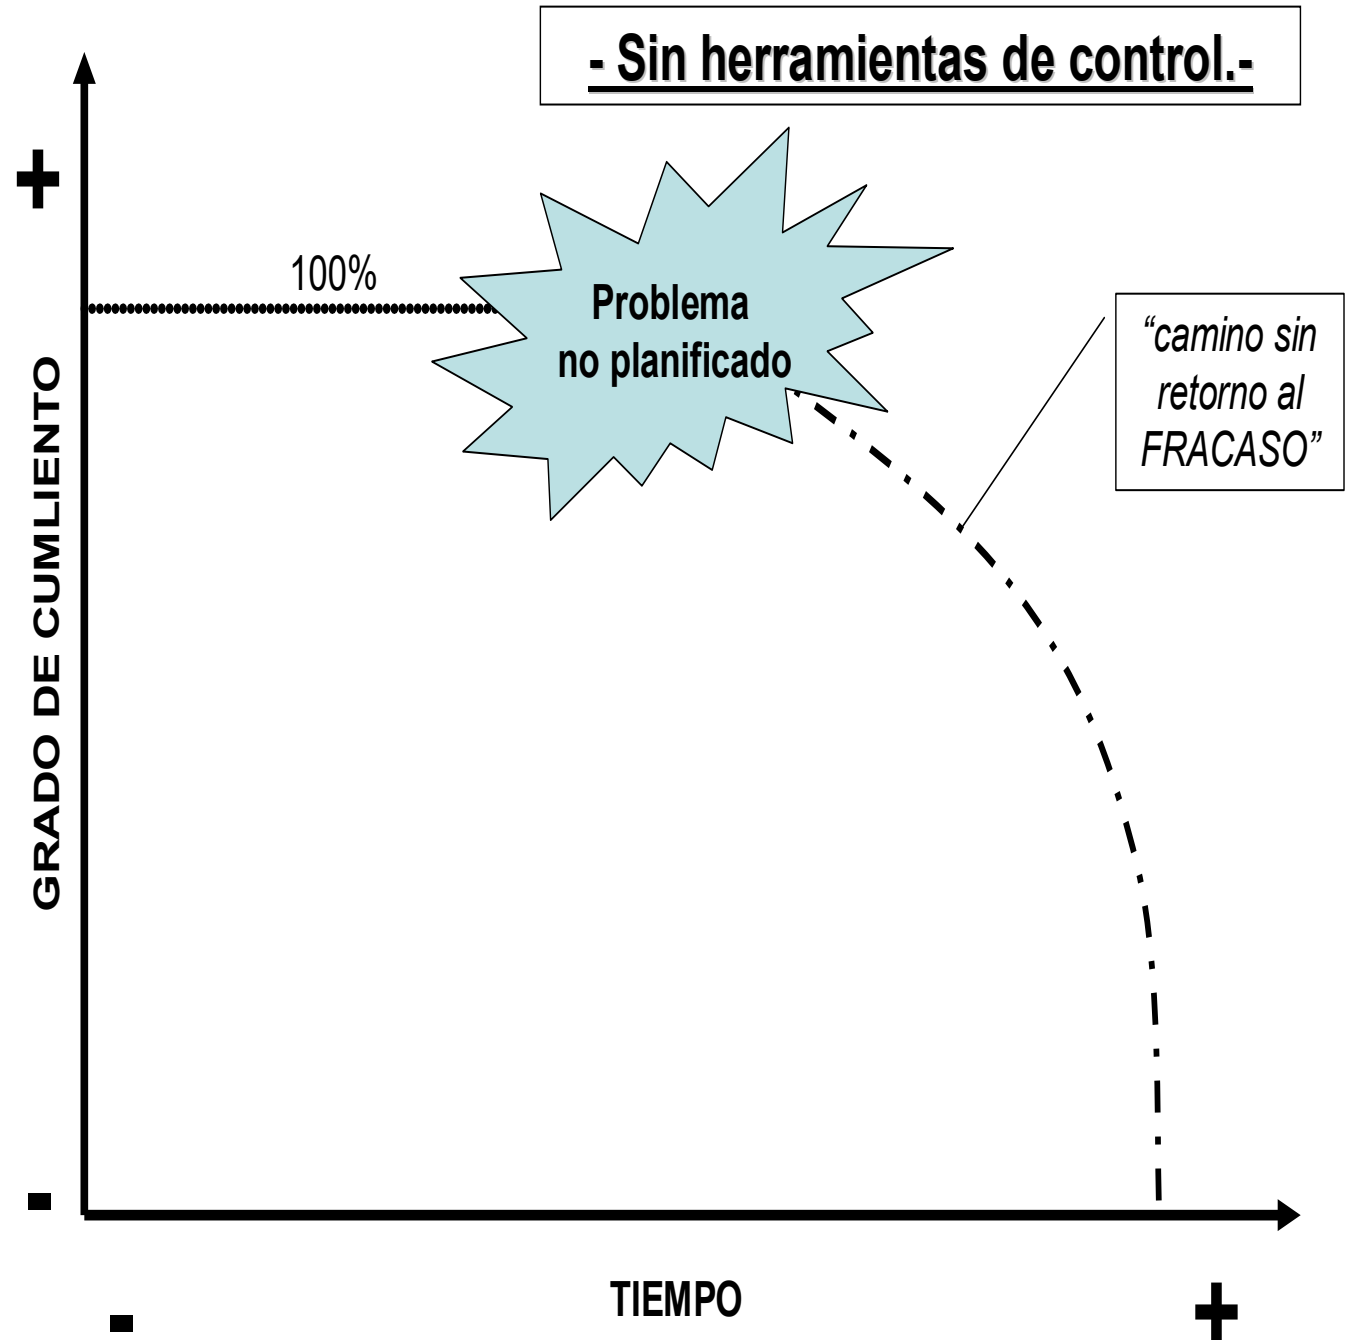 - Sin herramientas de control.-
+
100%
Problema
no planificado
“camino sin
retorno al
FRACASO”
GRADO DE CUMLIENTO
-
TIEMPO
-
+